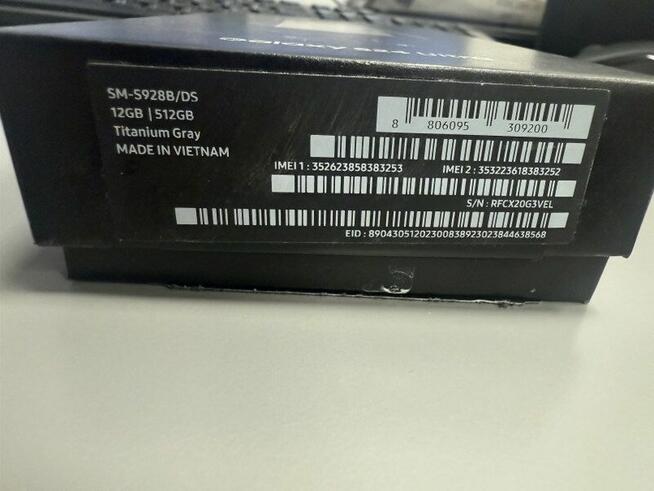 SM-S928B/DS
12GB | 512GB
Titanium Gray
MADE IN VIETNAM
8 806095 309200
IMEI 1 : 352623858383253 IMEI 2 : 353223618383252
S/N : RFCX20G3VEL
EID : 89043051202300838923023844638568